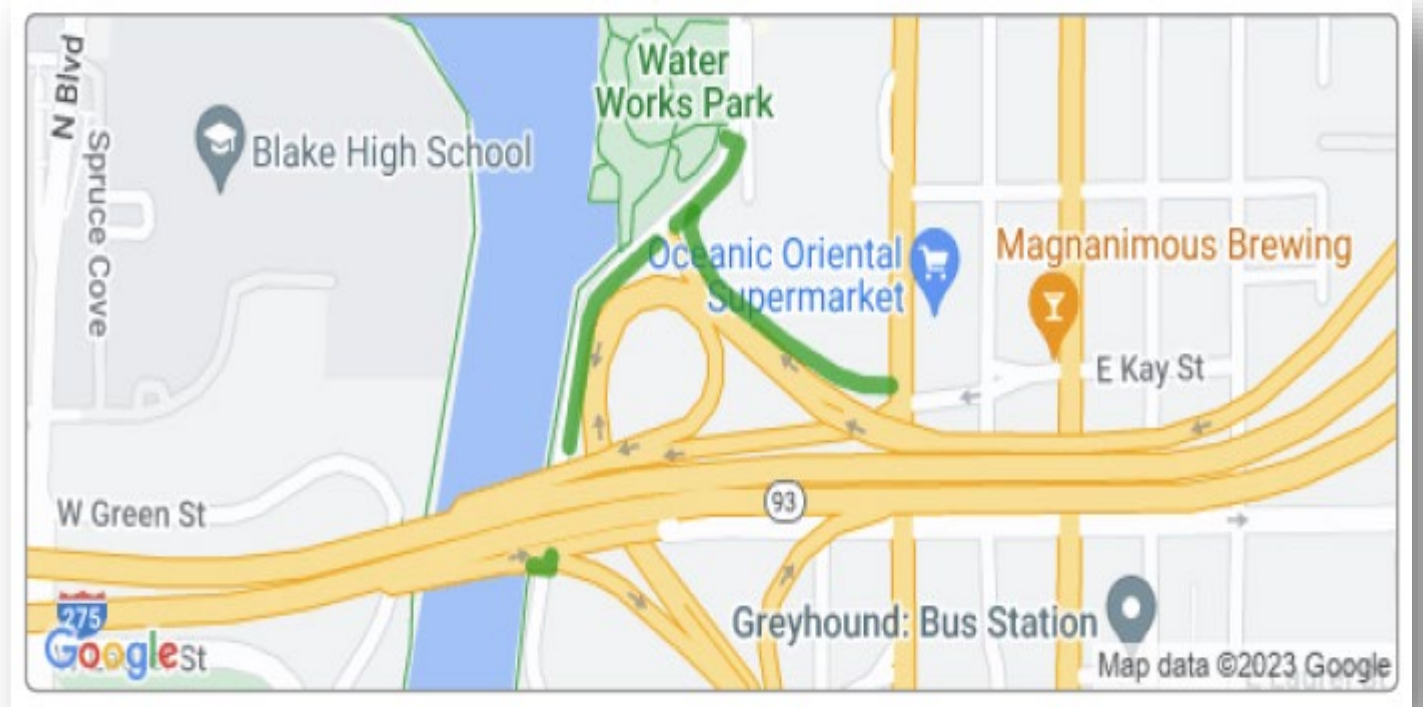 Water
Works Park
N Blvd
Spruce Cove
Blake High School
Oceanic Oriental
Supermarket
Magnanimous Brewing
E Kay St
93
W Green St
275
Greyhound: Bus Station
Google
St
Map data ©2023 Google